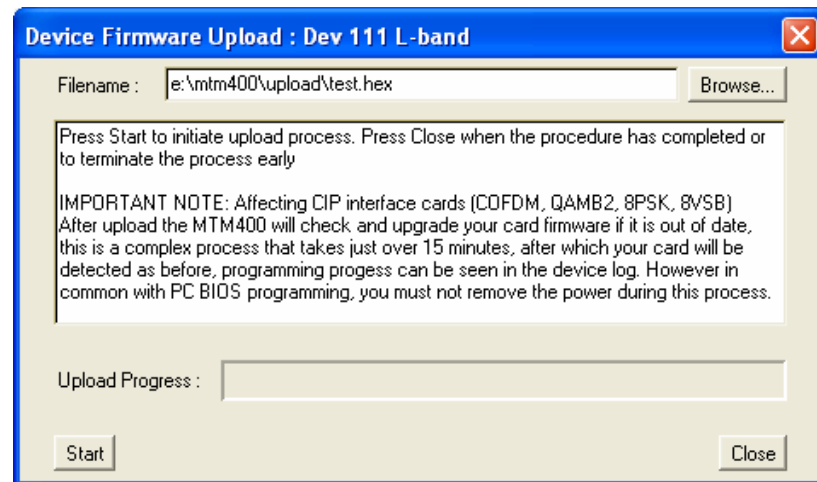 Device Firmware Upload : Dev 111 L-band
Filename : e:\mtm400\upload\test.hex Browse...
Press Start to initiate upload process. Press Close when the procedure has completed or
to terminate the process early
IMPORTANT NOTE: Affecting CIP interface cards (COFDM, QAMB2, 8PSK, 8VSB)
After upload the MTM400 will check and upgrade your card firmware if it is out of date,
this is a complex process that takes just over 15 minutes, after which your card will be
detected as before, programming progess can be seen in the device log. However in
common with PC BIOS programming, you must not remove the power during this process.
Upload Progress :
Start Close